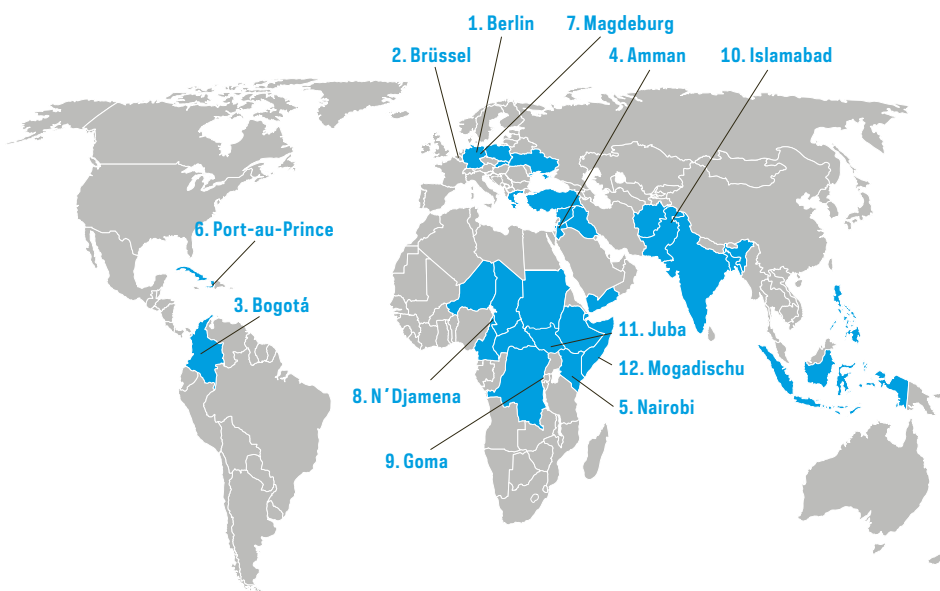 1. Berlin
7. Magdeburg
2. Brüssel
4. Amman
10. Islamabad
6. Port-au-Prince
3. Bogotá
11. Juba
12. Mogadischu
8. N´Djamena
5. Nairobi
9. Goma